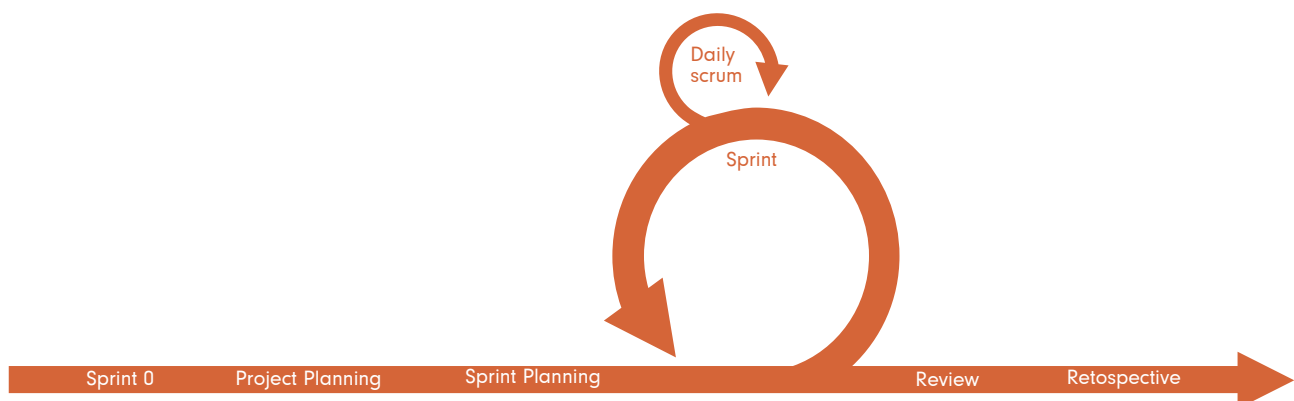 Daily
scrum
Sprint
Sprint 0
Project Planning
Sprint Planning
Review
Retospective